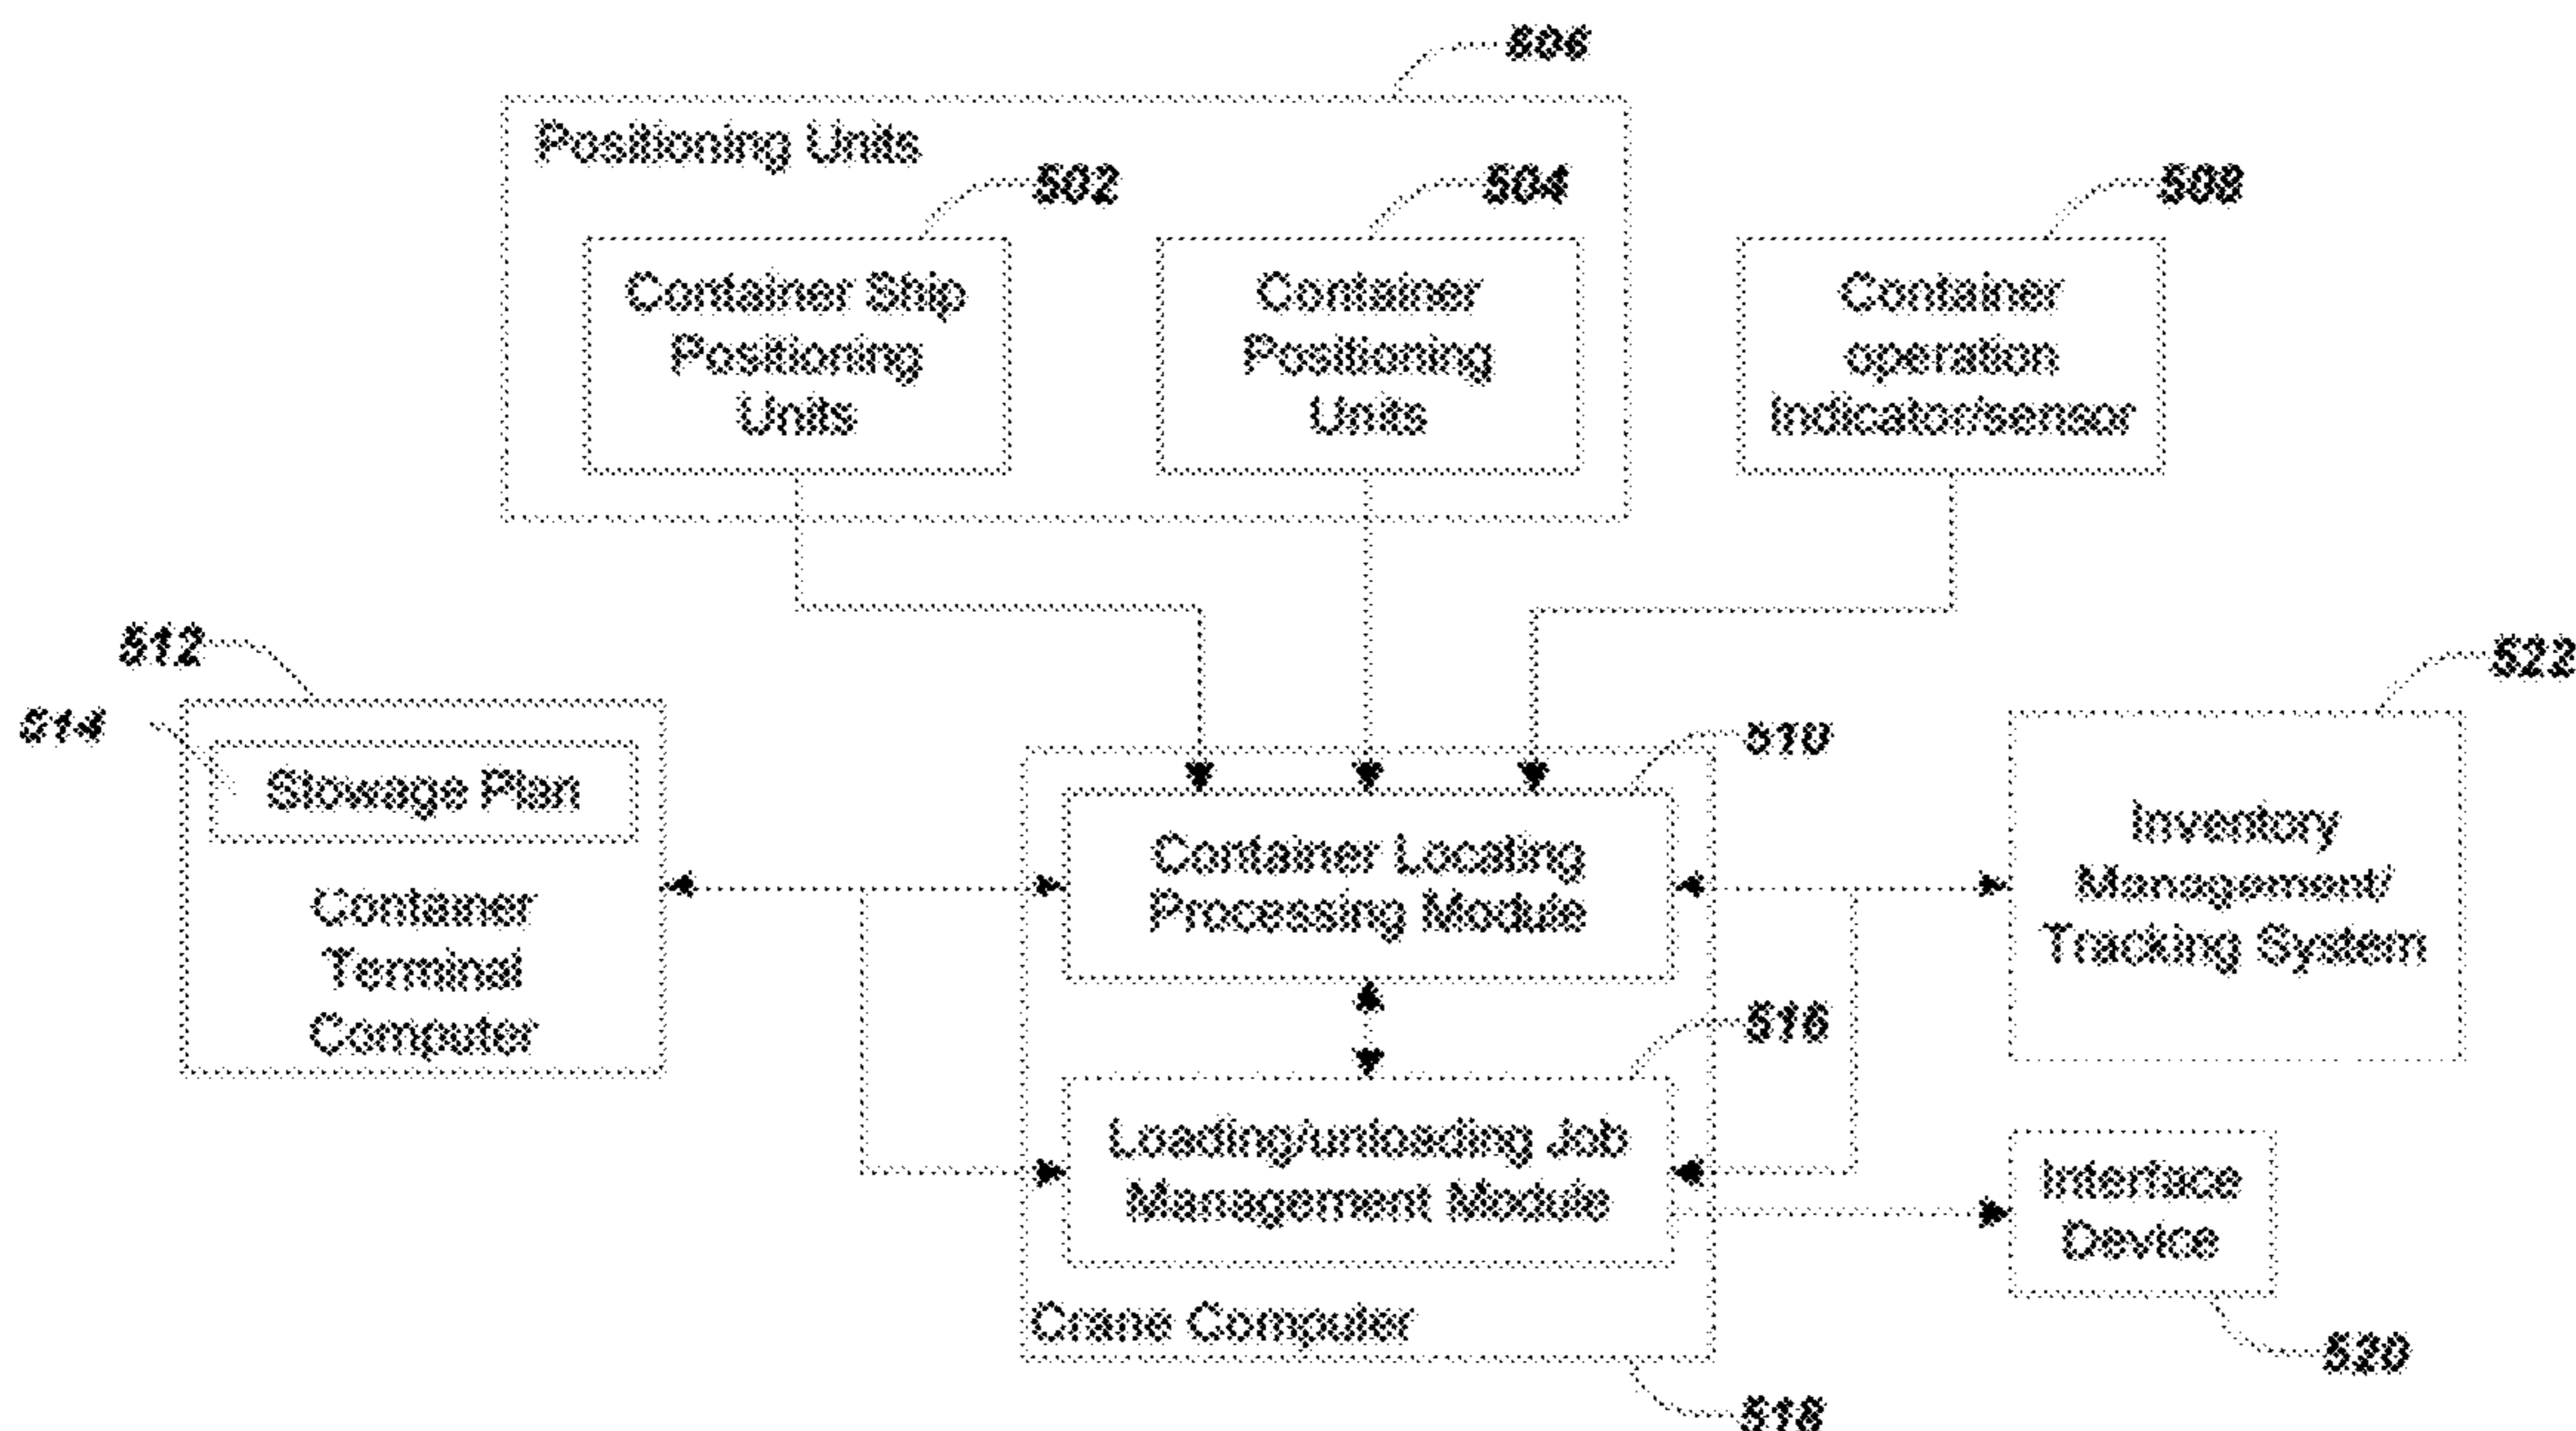 506
Positioning Units
502
504
508
Container Ship
Positioning
Units
Container
Positioning
Units
Container
operation
Indicator/sensor
512
514
Stowage Plan
Container
Terminal
Computer
510
Container Locating
Processing Module
516
Loading/unloading Job
Management Module
Crane Computer
518
522
Inventory
Management/
Tracking System
Interface
Device
520